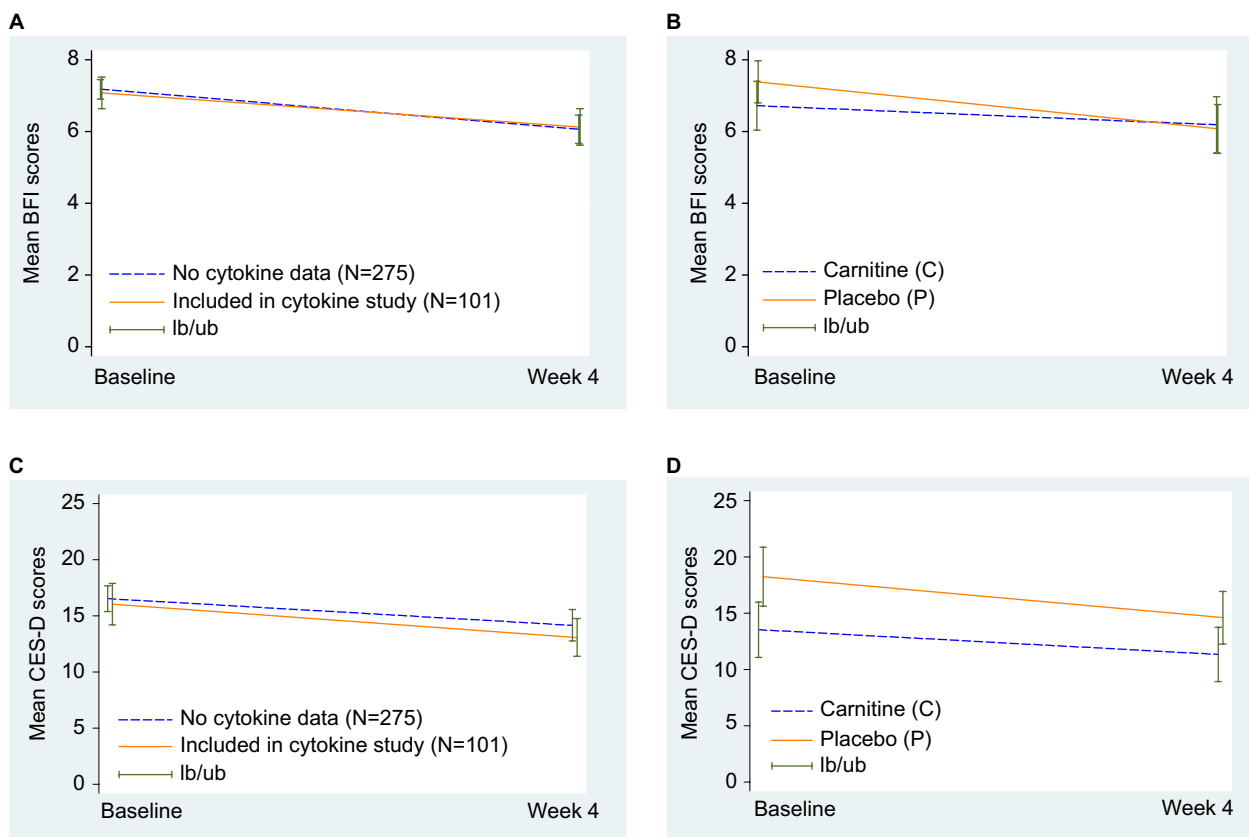 A
Mean BFI scores
8
6
4
2
0
No cytokine data (N=275)
Included in cytokine study (N=101)
lb/ub
Baseline
Week 4
B
Mean BFI scores
8
6
4
2
0
Carnitine (C)
Placebo (P)
lb/ub
Baseline
Week 4
C
Mean CES-D scores
25
20
15
10
5
0
No cytokine data (N=275)
Included in cytokine study (N=101)
lb/ub
Baseline
Week 4
D
Mean CES-D scores
25
20
15
10
5
0
Carnitine (C)
Placebo (P)
lb/ub
Baseline
Week 4